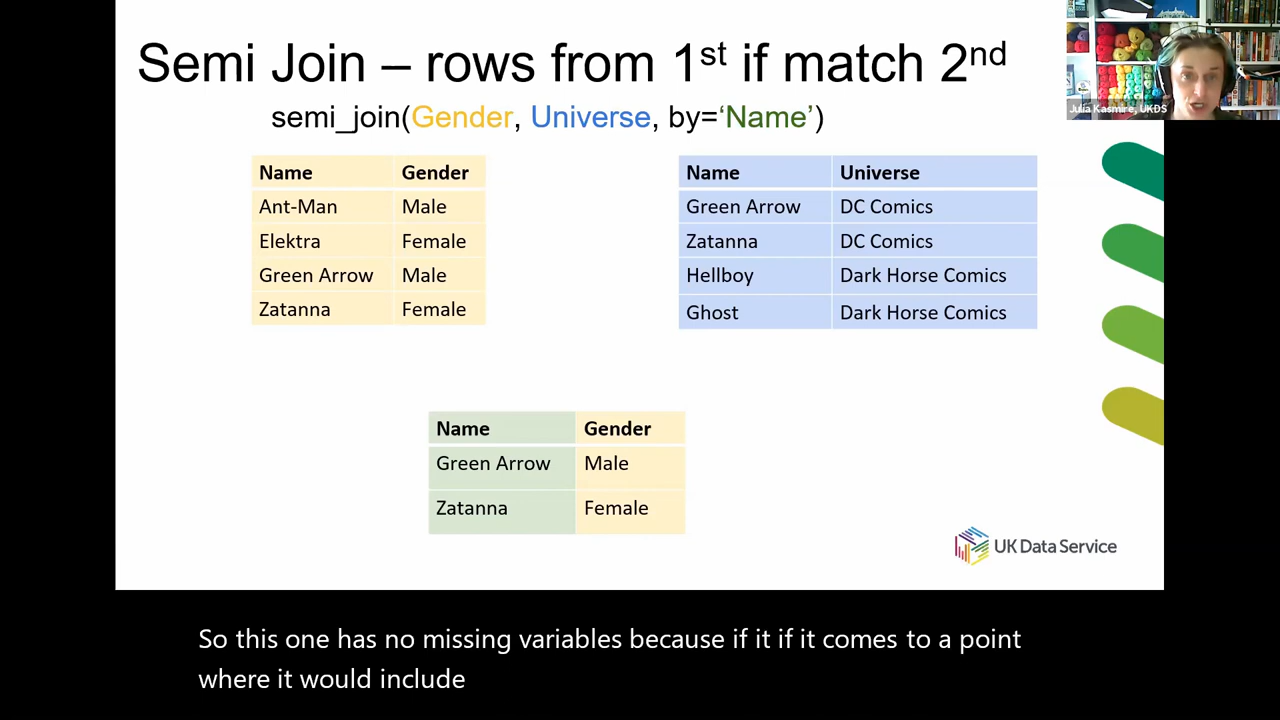 Semi Join – rows from 1st if match 2nd
semi_join(Gender, Universe, by=‘Name’)
Julia Kasmire, UKDS
Name Gender
Ant-Man Male
Elektra Female
Green Arrow Male
Zatanna Female
Name Universe
Green Arrow DC Comics
Zatanna DC Comics
Hellboy Dark Horse Comics
Ghost Dark Horse Comics
Name Gender
Green Arrow Male
Zatanna Female
UK Data Service
So this one has no missing variables because if it if it comes to a point
where it would include